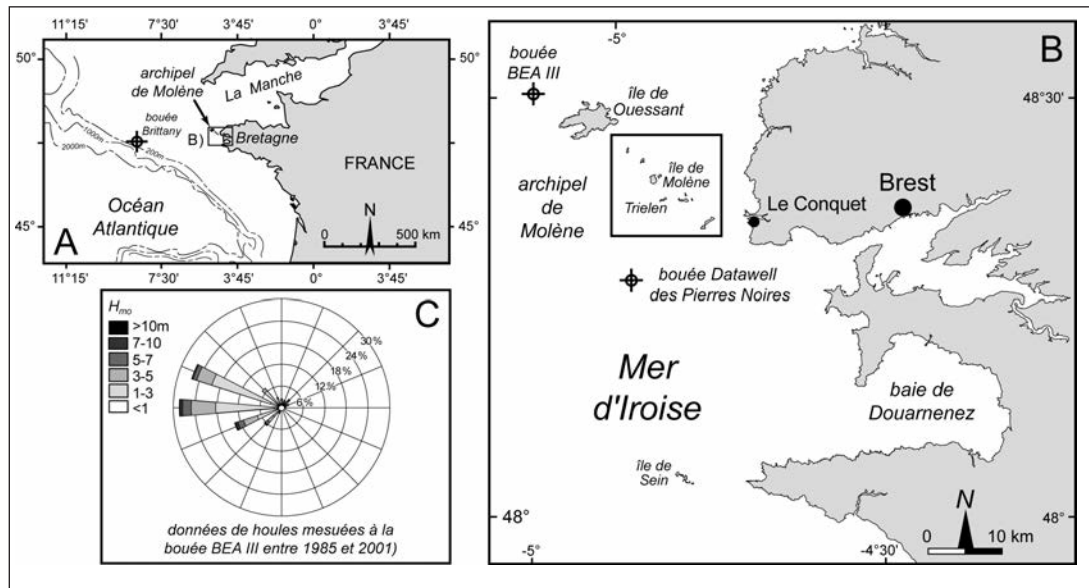 11°15' 7°30' 3°45' 0° 3°45'
50° 50°
archipel
de Molène
La Manche
bouée
Brittany
B)
Bretagne
1000m
200m
2000m
FRANCE
45° 45°
Océan
Atlantique
N
0 500 km
A
11°15' 7°30' 3°45' 0° 3°45'
C
Hmo
>10m
7-10
5-7
3-5
1-3
<1
30%
24%
18%
12%
6%
données de houles mesuées à la
bouée BEA III entre 1985 et 2001)
-5°
B
bouée
BEA III
48°30'
île de
Ouessant
île de
Molène
Trielen
archipel
de
Molène
Brest
Le Conquet
bouée Datawell
des Pierres Noires
Mer
d'Iroise
baie de
Douarnenez
île de
Sein
N
0 10 km
48° 48°
-5° -4°30'